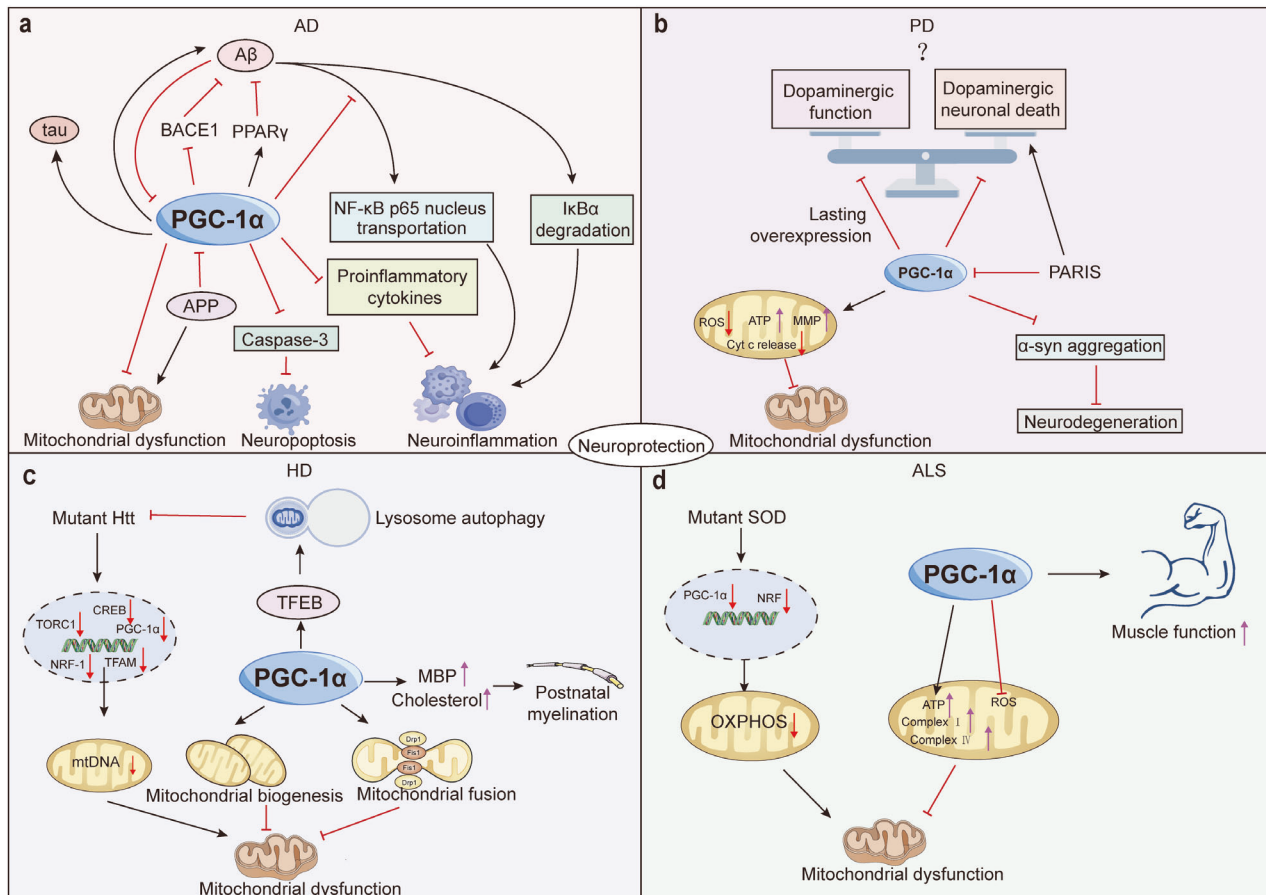 a
AD
Aβ
BACE1
PPARγ
tau
PGC-1α
NF-κB p65 nucleus
transportation
IκBα
degradation
Proinflammatory
cytokines
APP
Caspase-3
Mitochondrial dysfunction
Neuropoptosis
Neuroinflammation
b
PD
?
Dopaminergic
function
Dopaminergic
neuronal death
Lasting
overexpression
PGC-1α
PARIS
ROS
ATP
MMP
Cyt c release
α-syn aggregation
Mitochondrial dysfunction
Neurodegeneration
Neuroprotection
c
HD
Mutant Htt
Lysosome autophagy
TFEB
CREB
TORC1
PGC-1α
NRF-1
TFAM
PGC-1α
MBP
Cholesterol
Postnatal
myelination
mtDNA
Mitochondrial biogenesis
Drp1
Fis1
Fis1
Drp1
Mitochondrial fusion
Mitochondrial dysfunction
d
ALS
Mutant SOD
PGC-1α
NRF
PGC-1α
Muscle function
OXPHOS
ATP
ROS
Complex Ⅰ
Complex Ⅳ
Mitochondrial dysfunction